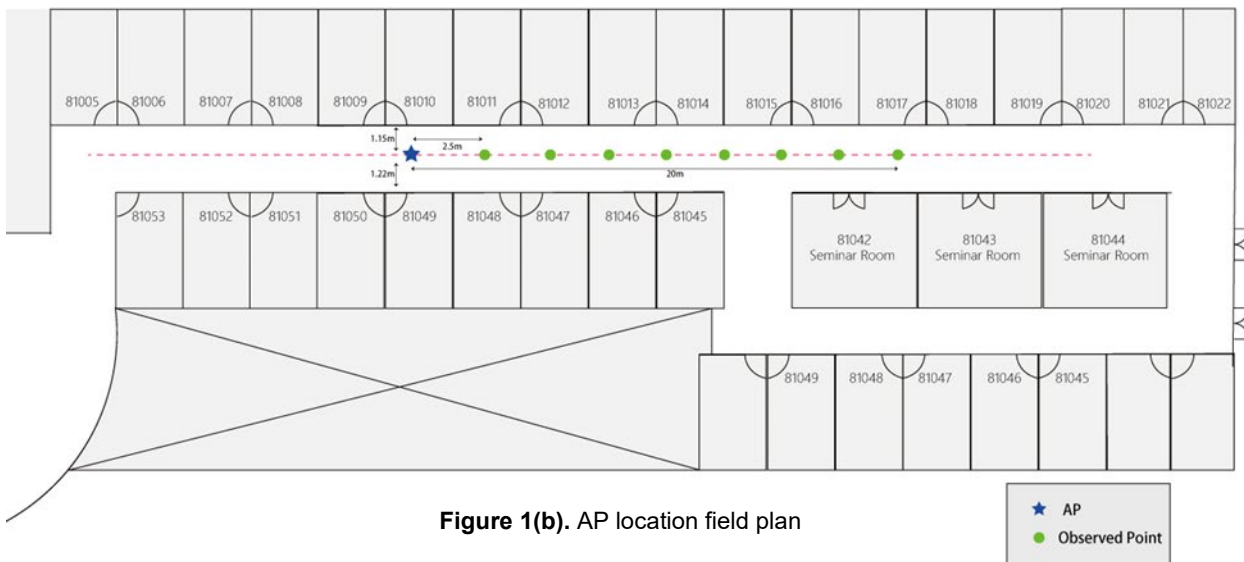 81005 81006 81007 81008 81009 81010 81011 81012 81013 81014 81015 81016 81017 81018 81019 81020 81021 81022
1.15m
2.5m
1.22m
20m
81053 81052 81051 81050 81049 81048 81047 81046 81045
81042
Seminar Room
81043
Seminar Room
81044
Seminar Room
81049 81048 81047 81046 81045
Figure 1(b). AP location field plan
AP
Observed Point